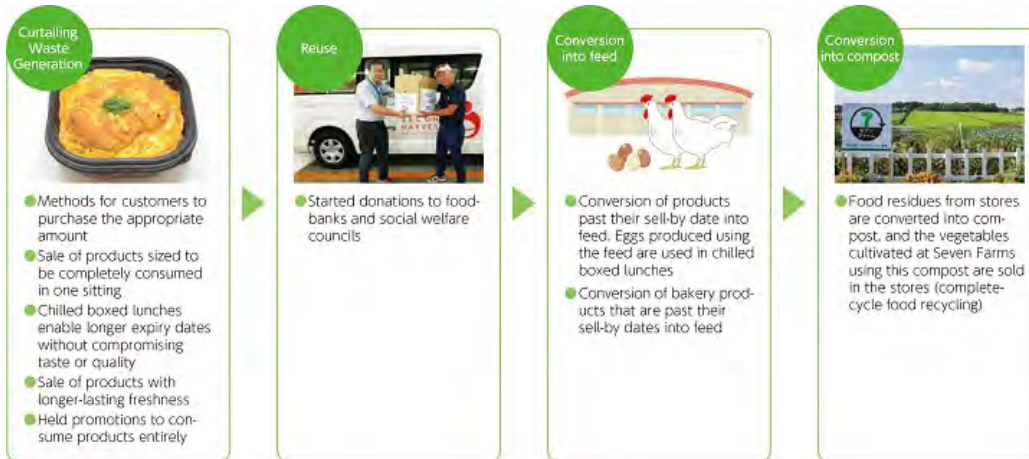 Curtailing
Waste
Generation
Methods for customers to
purchase the appropriate
amount
Sale of products sized to
be completely consumed
in one sitting
Chilled boxed lunches
enable longer expiry dates
without compromising
taste or quality
Sale of products with
longer-lasting freshness
Held promotions to con-
sume products entirely
Reuse
HARVEST
Started donations to food-
banks and social welfare
councils
Conversion
into feed
Conversion of products
past their sell-by date into
feed. Eggs produced using
the feed are used in chilled
boxed lunches
Conversion of bakery prod-
ucts that are past their
sell-by dates into feed
Conversion
into compost
Food residues from stores
are converted into com-
post, and the vegetables
cultivated at Seven Farms
using this compost are sold
in the stores (complete-
cycle food recycling)